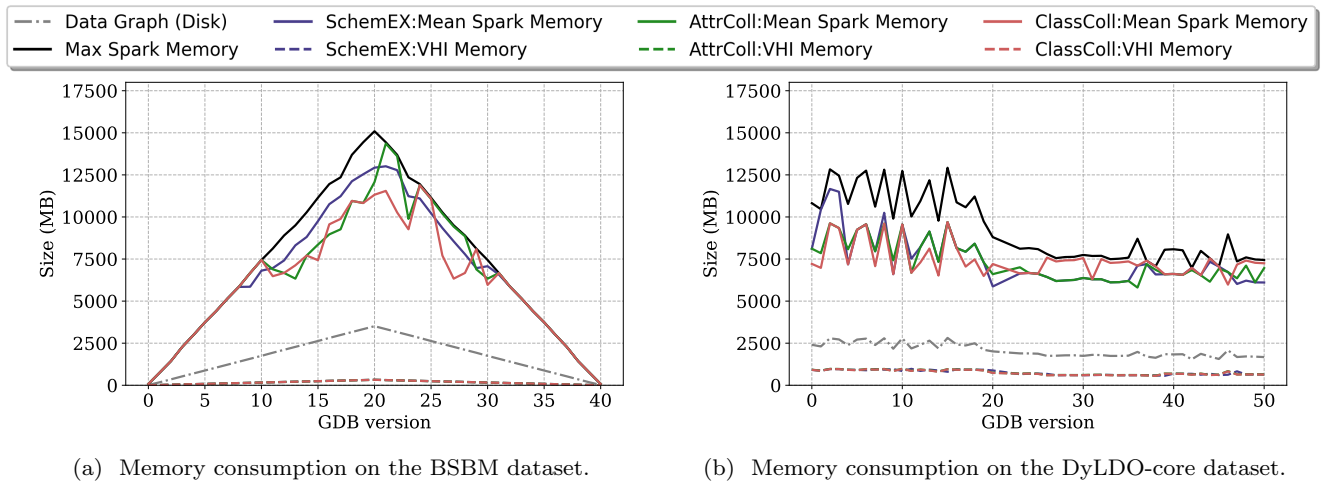 Data Graph (Disk) SchemEX:Mean Spark Memory AttrColl:Mean Spark Memory ClassColl:Mean Spark Memory
Max Spark Memory SchemEX:VHI Memory AttrColl:VHI Memory ClassColl:VHI Memory
17500
15000
12500
10000
7500
5000
2500
0
Size (MB)
0 5 10 15 20 25 30 35 40
GDB version
(a) Memory consumption on the BSBM dataset.
17500
15000
12500
10000
7500
5000
2500
0
Size (MB)
0 10 20 30 40 50
GDB version
(b) Memory consumption on the DyLDO-core dataset.